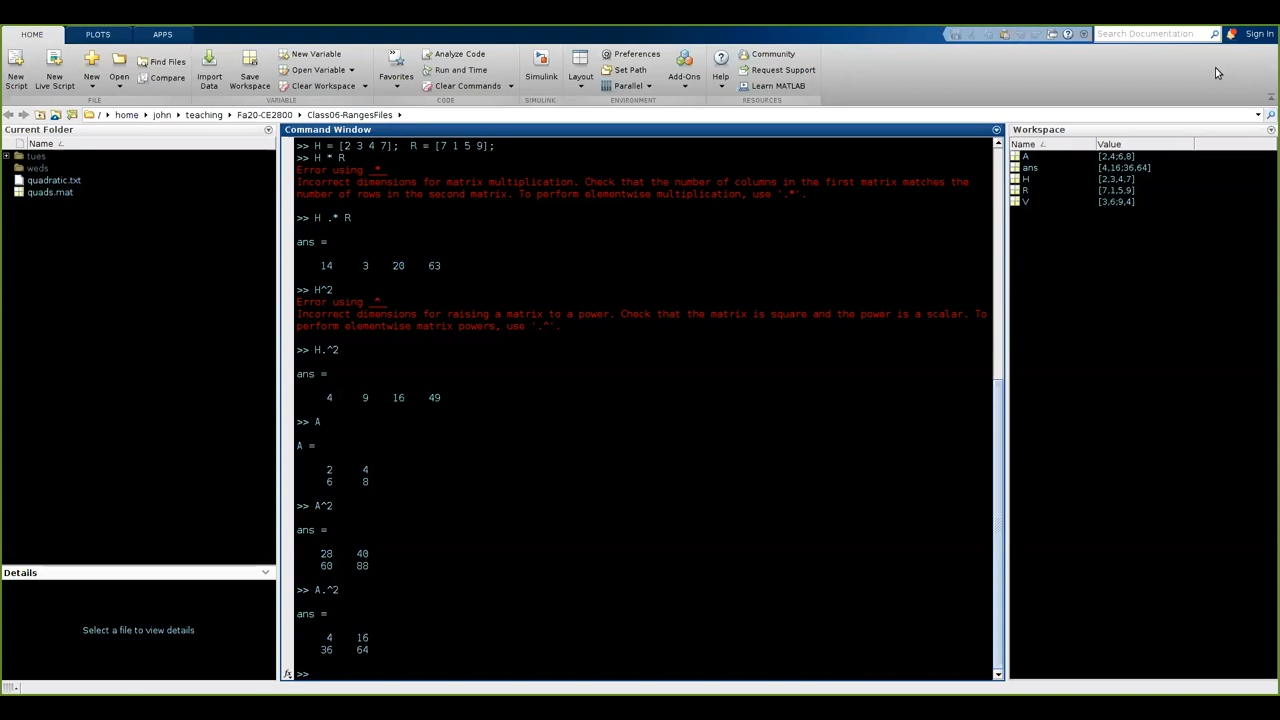 HOME PLOTS APPS Search Documentation Sign In
New Script
New Live Script
New
Open
Find Files
Compare
FILE
Import Data
Save Workspace
New Variable
Open Variable
Clear Workspace
VARIABLE
Favorites
Analyze Code
Run and Time
Clear Commands
CODE
Simulink
SIMULINK
Layout
Preferences
Set Path
Parallel
Add-Ons
ENVIRONMENT
Help
Community
Request Support
Learn MATLAB
RESOURCES
/ home john teaching Fa20-CE2800 Class06-RangesFiles
Current Folder
Name
tues
weds
quadratic.txt
quads.mat
Details
Select a file to view details
Command Window
>> H = [2 3 4 7]; R = [7 1 5 9];
>> H * R
Error using *
Incorrect dimensions for matrix multiplication. Check that the number of columns in the first matrix matches the
number of rows in the second matrix. To perform elementwise multiplication, use '.*'.
>> H .* R
ans =
14 3 20 63
>> H^2
Error using *
Incorrect dimensions for raising a matrix to a power. Check that the matrix is square and the power is a scalar. To
perform elementwise matrix powers, use '.^'.
>> H.^2
ans =
4 9 16 49
>> A
A =
2 4
6 8
>> A^2
ans =
28 40
60 88
>> A.^2
ans =
4 16
36 64
fx >>
Workspace
Name Value
A [2,4;6,8]
ans [4,16;36,64]
H [2,3,4,7]
R [7,1,5,9]
V [3,6;9,4]